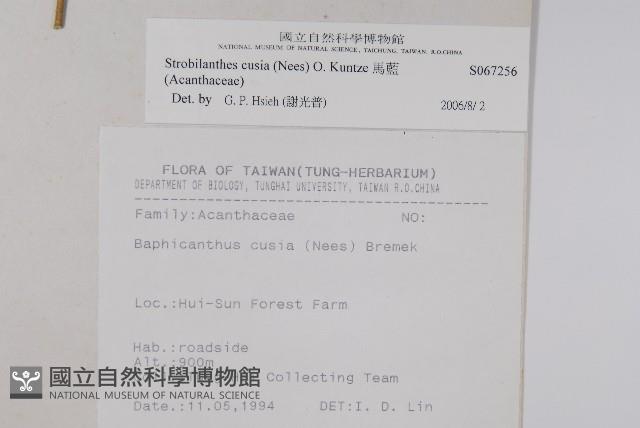 國立自然科學博物館
NATIONAL MUSEUM OF NATURAL SCIENCE, TAICHUNG, TAIWAN, R.O.CHINA
Strobilanthes cusia (Nees) O. Kuntze 馬藍 S067256
(Acanthaceae)
Det. by G. P. Hsieh (謝光普) 2006/8/2
FLORA OF TAIWAN(TUNG-HERBARIUM)
DEPARTMENT OF BIOLOGY, TUNGHAI UNIVERSITY, TAIWAN R.O.CHINA
Family:Acanthaceae NO:
Baphicanthus cusia (Nees) Bremek
Loc.:Hui-Sun Forest Farm
Hab.:roadside
Alt.:900m
Collecting Team
Date.:11.05,1994 DET:I. D. Lin
國立自然科學博物館
NATIONAL MUSEUM OF NATURAL SCIENCE